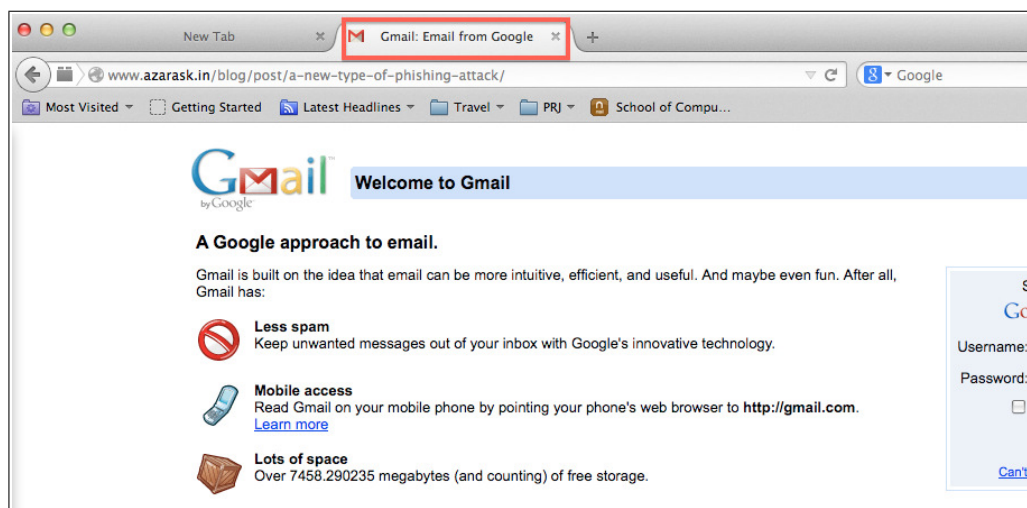 New Tab
Gmail: Email from Google
www.azarask.in/blog/post/a-new-type-of-phishing-attack/
Google
Most Visited
Getting Started
Latest Headlines
Travel
PRJ
School of Compu...
Gmail
by Google
Welcome to Gmail
A Google approach to email.
Gmail is built on the idea that email can be more intuitive, efficient, and useful. And maybe even fun. After all,
Gmail has:
Less spam
Keep unwanted messages out of your inbox with Google's innovative technology.
Mobile access
Read Gmail on your mobile phone by pointing your phone's web browser to http://gmail.com.
Learn more
Lots of space
Over 7458.290235 megabytes (and counting) of free storage.
S
Go
Username:
Password:
Can't